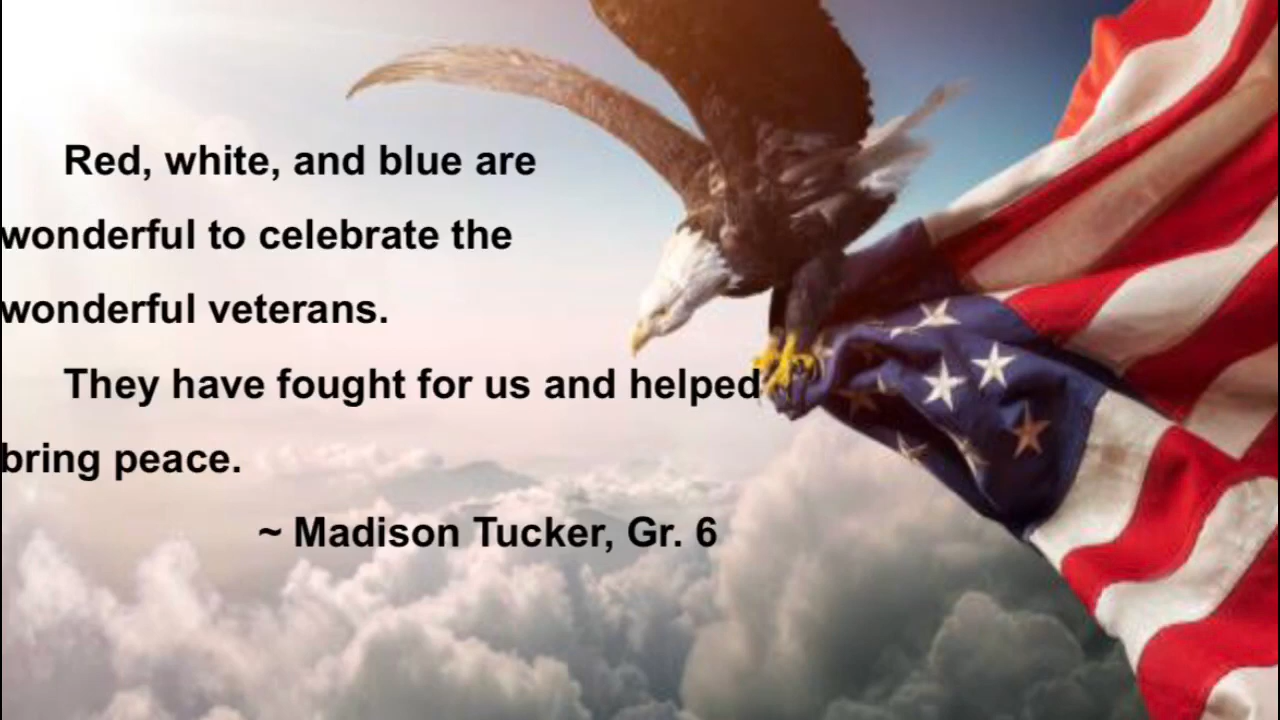 Red, white, and blue are
wonderful to celebrate the
wonderful veterans.
They have fought for us and helped
bring peace.
~ Madison Tucker, Gr. 6